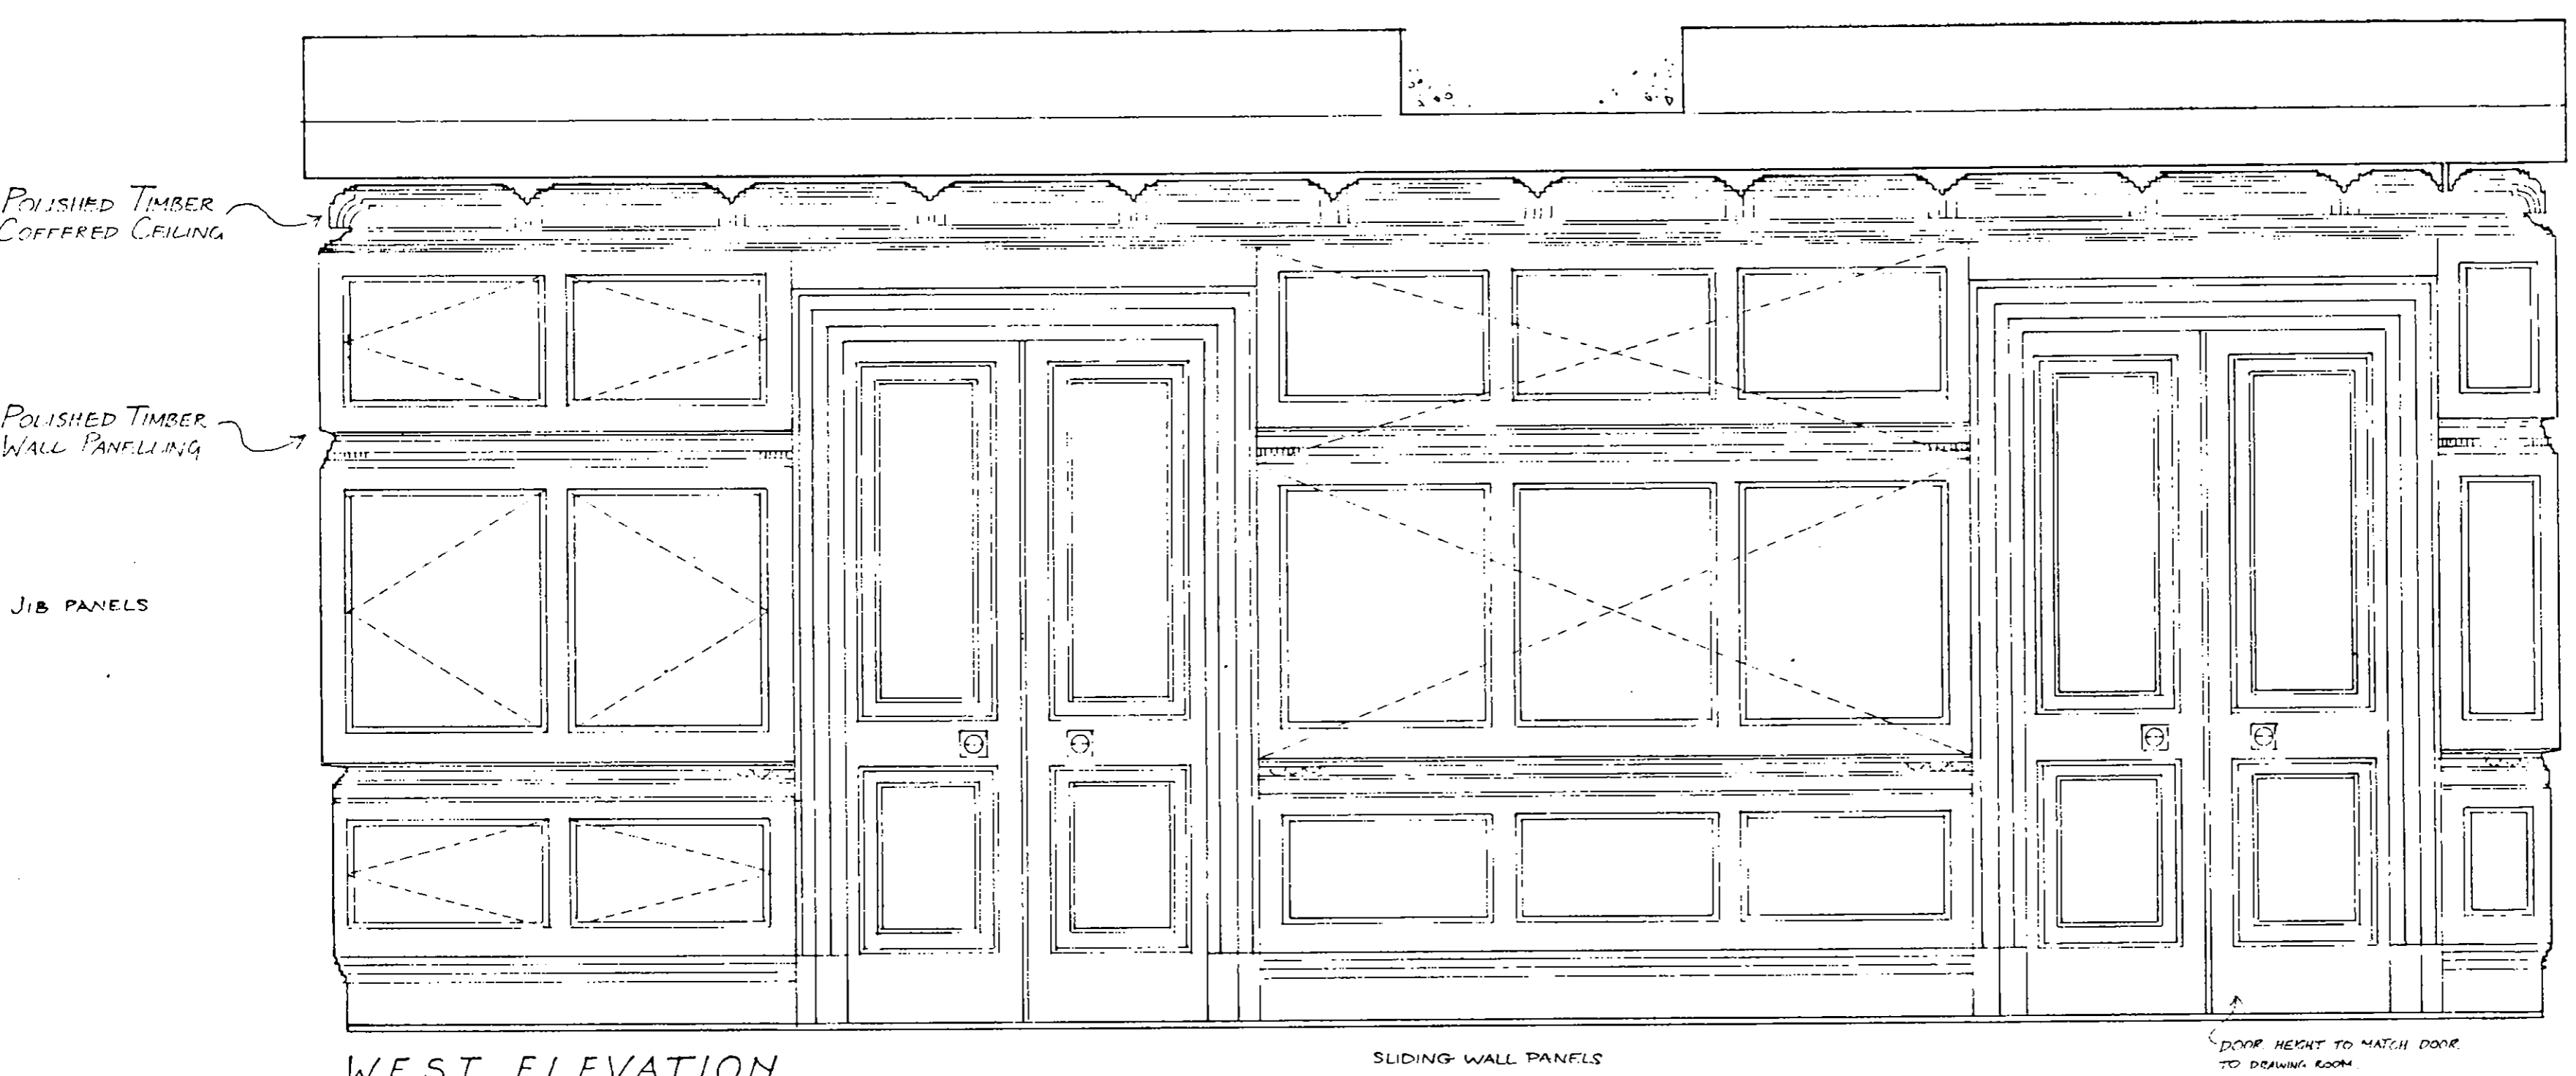 POLISHED TIMBER
COFFERED CEILING
POLISHED TIMBER
WALL PANELLING
JIB PANELS
WEST ELEVATION
SLIDING WALL PANELS
DOOR HEIGHT TO MATCH DOOR
TO DRAWING ROOM.